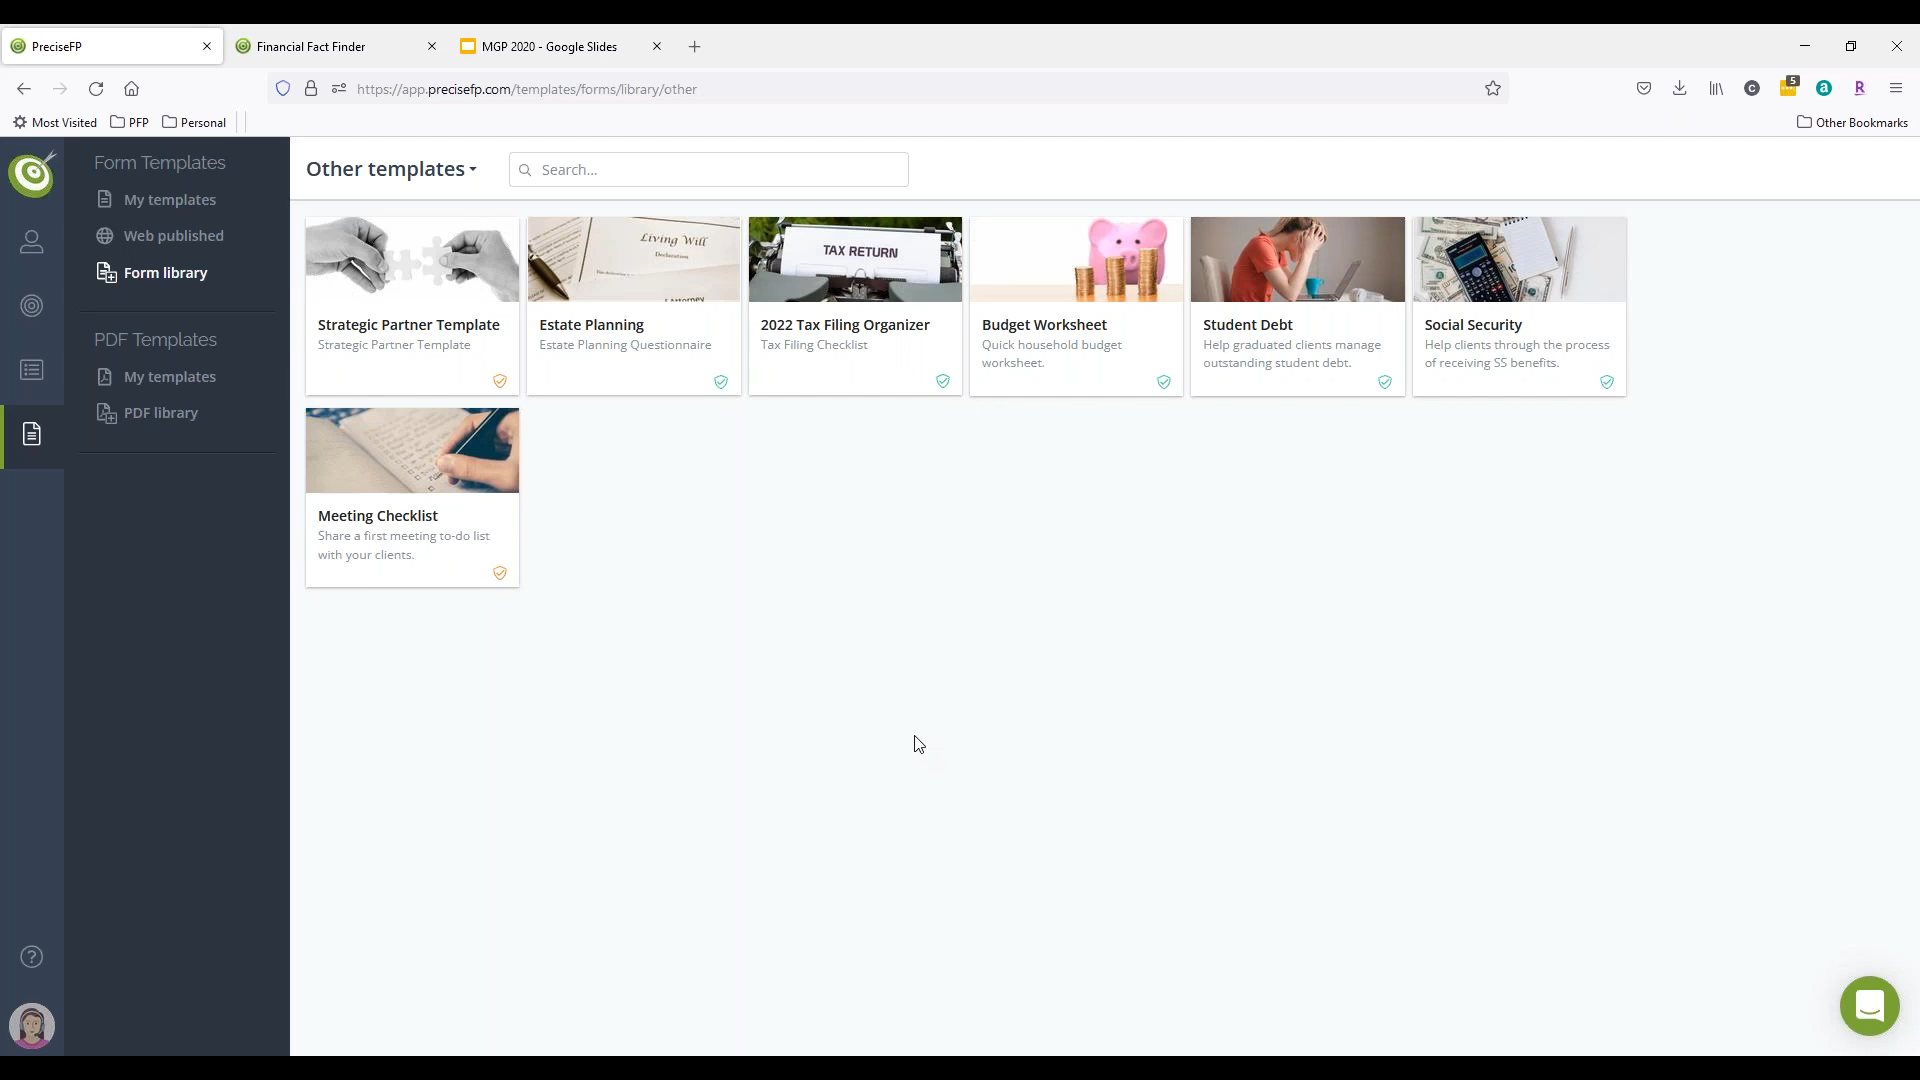 PreciseFP
Financial Fact Finder
MGP 2020 - Google Slides
https://app.precisefp.com/templates/forms/library/other
5
Most Visited
PFP
Personal
Other Bookmarks
Form Templates
My templates
Web published
Form library
PDF Templates
My templates
PDF library
Other templates
Search...
Strategic Partner Template
Strategic Partner Template
Living Will
Declaration
Estate Planning
Estate Planning Questionnaire
TAX RETURN
2022 Tax Filing Organizer
Tax Filing Checklist
Budget Worksheet
Quick household budget
worksheet.
Student Debt
Help graduated clients manage
outstanding student debt.
Social Security
Help clients through the process
of receiving SS benefits.
Meeting Checklist
Share a first meeting to-do list
with your clients.